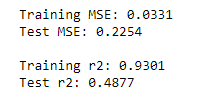 Training MSE: 0.0331
Test MSE: 0.2254
Training r2: 0.9301
Test r2: 0.4877